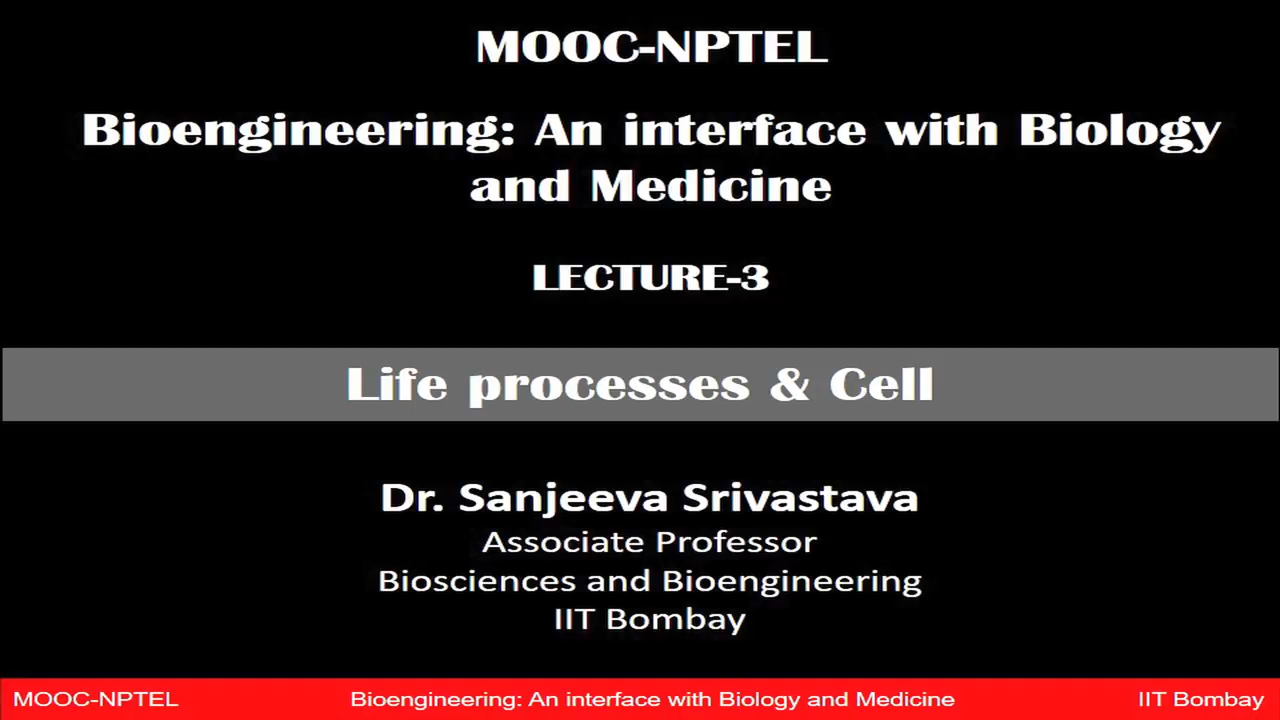 MOOC-NPTEL
Bioengineering: An interface with Biology
and Medicine
LECTURE-3
Life processes & Cell
Dr. Sanjeeva Srivastava
Associate Professor
Biosciences and Bioengineering
IIT Bombay
MOOC-NPTEL Bioengineering: An interface with Biology and Medicine IIT Bombay